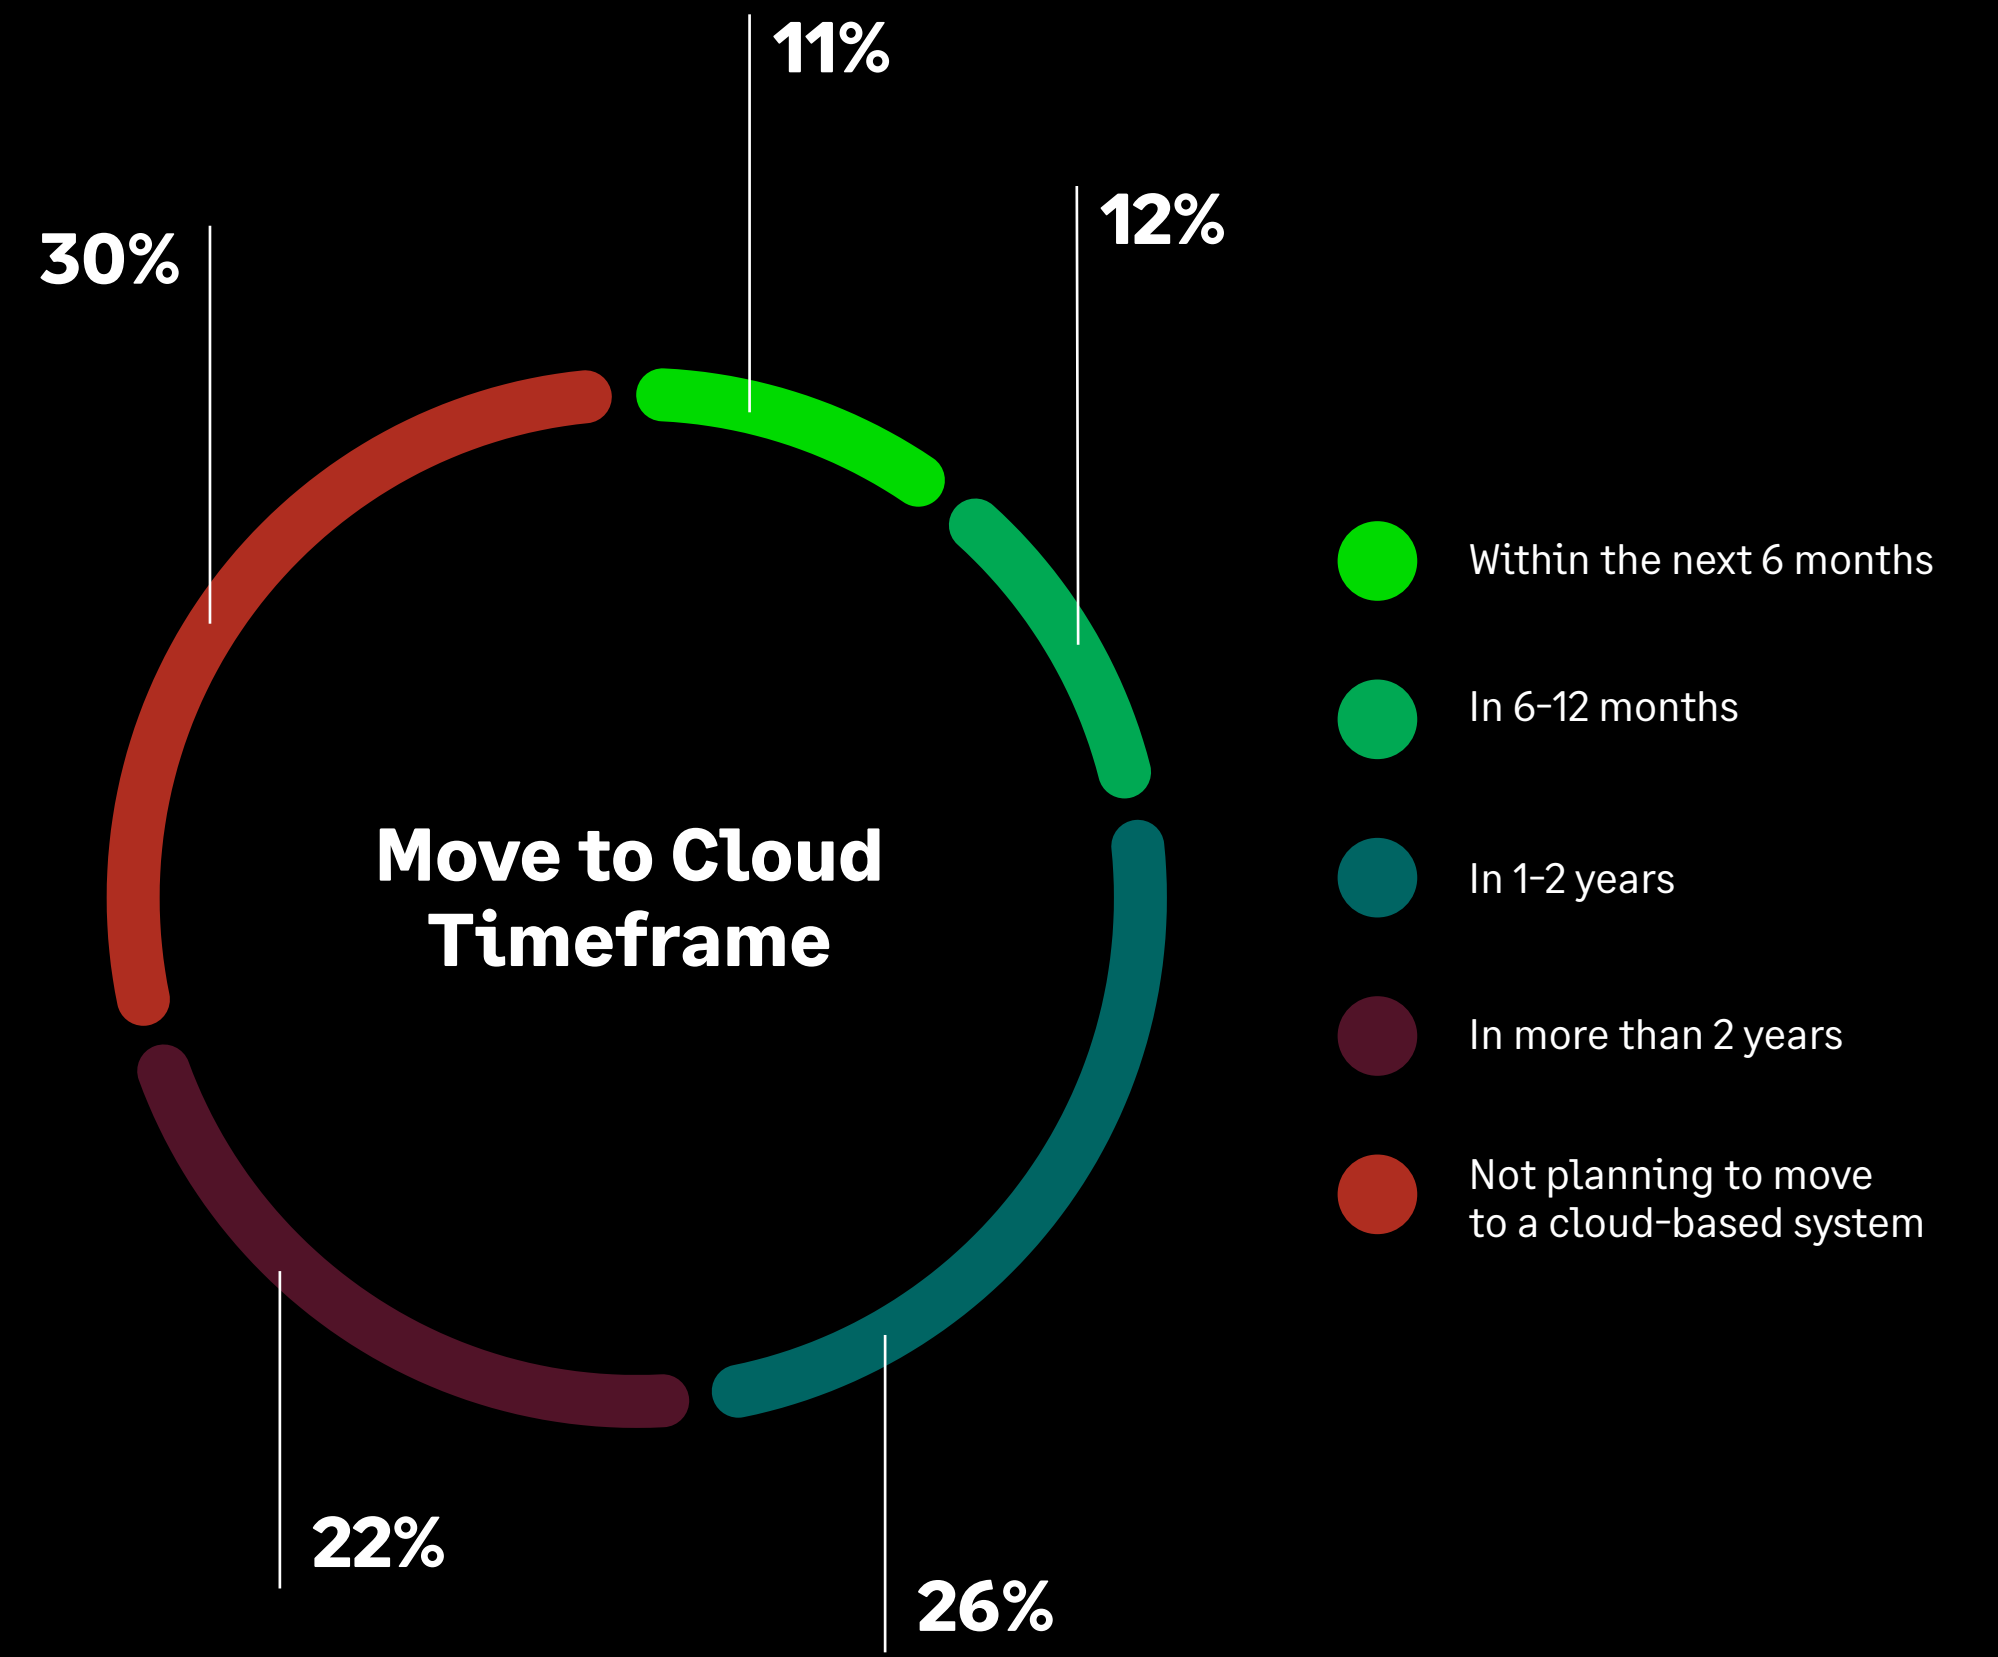 11%
12%
30%
Move to Cloud
Timeframe
22%
26%
Within the next 6 months
In 6-12 months
In 1-2 years
In more than 2 years
Not planning to move
to a cloud-based system